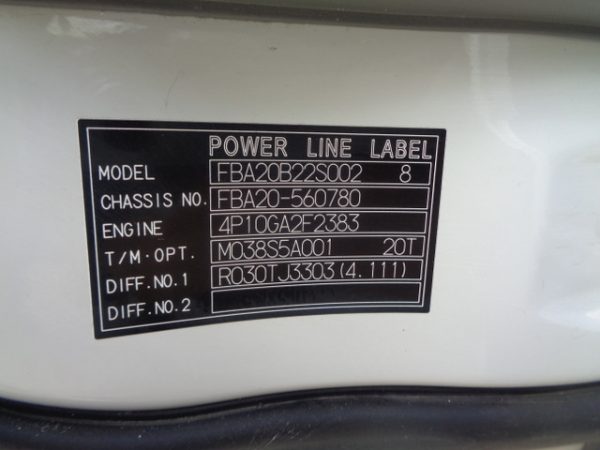 POWER LINE LABEL
MODEL FBA20B22S002 8
CHASSIS NO. FBA20-560780
ENGINE 4P10GA2F2383
T/M·OPT. M038S5A001 20T
DIFF.NO.1 R030TJ3303(4.111)
DIFF.NO.2